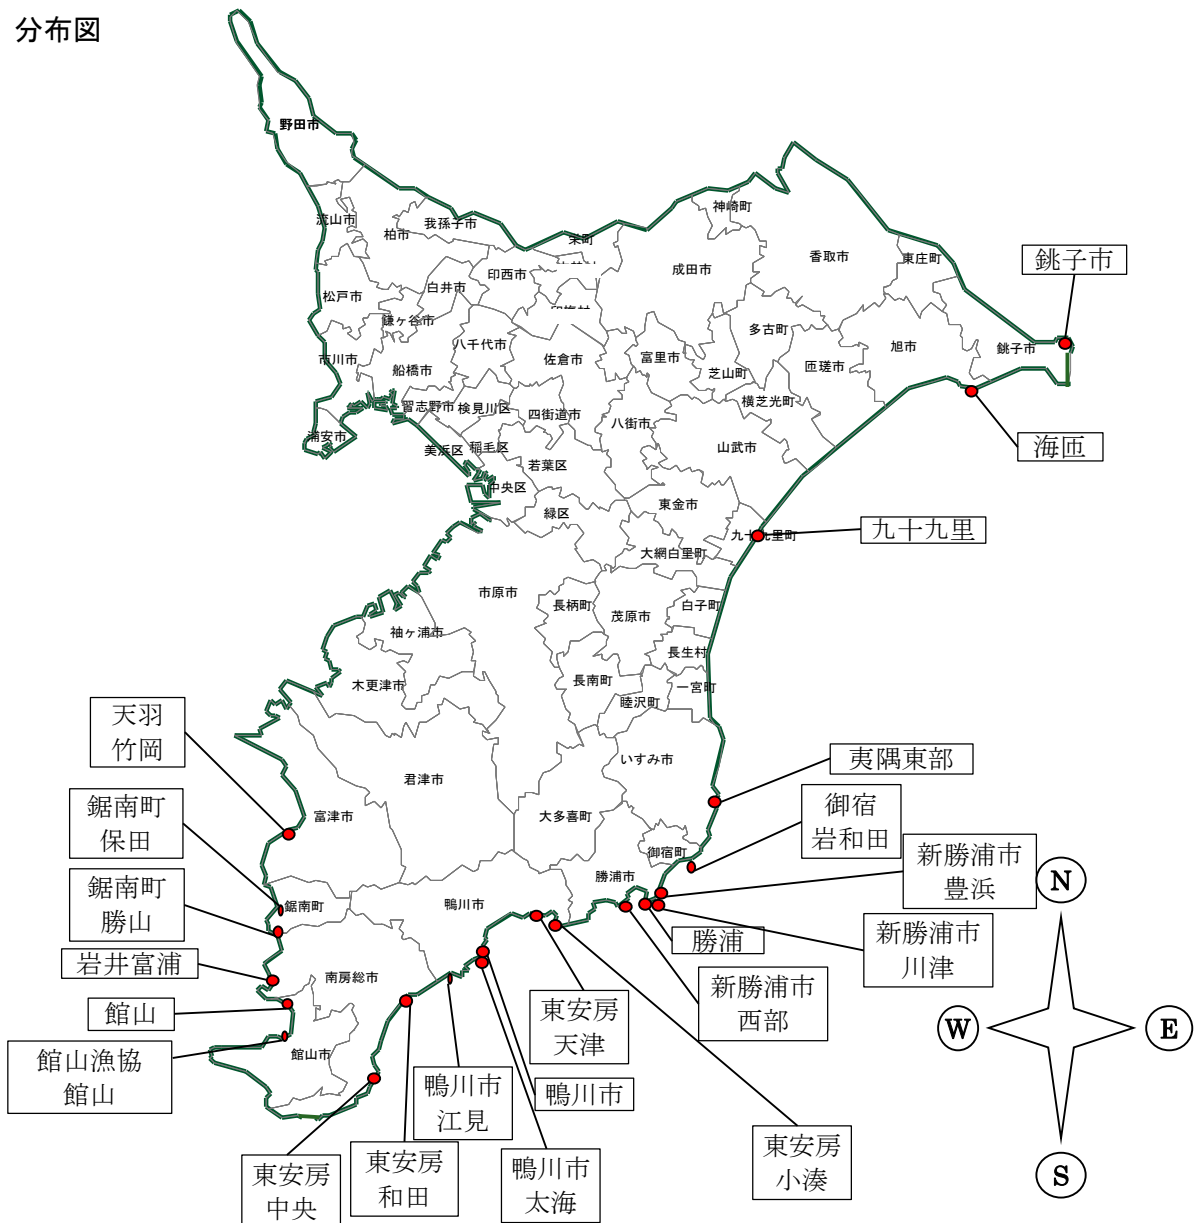 分布図
野田市
流山市
柏市
我孫子市
栄町
神崎町
香取市
東庄町
成田市
印西市
白井市
松戸市
鎌ヶ谷市
八千代市
市川市
船橋市
佐倉市
富里市
芝山町
多古町
匝瑳市
旭市
銚子市
銚子市
横芝光町
習志野市
検見川区
四街道市
八街市
山武市
浦安市
美浜区
稲毛区
若葉区
中央区
緑区
東金市
海匝
九十九里町
九十九里
大網白里町
市原市
長柄町
茂原市
白子町
袖ヶ浦市
長生村
木更津市
長南町
睦沢町
一宮町
天羽
竹岡
君津市
いすみ市
夷隅東部
富津市
大多喜町
鋸南町
保田
御宿町
御宿
岩和田
勝浦市
新勝浦市
豊浜
鋸南町
勝山
鋸南町
鴨川市
勝浦
新勝浦市
川津
岩井富浦
南房総市
新勝浦市
西部
館山
東安房
天津
館山漁協
館山
館山市
鴨川市
江見
鴨川市
東安房
中央
東安房
和田
鴨川市
太海
東安房
小湊
N
W
E
S